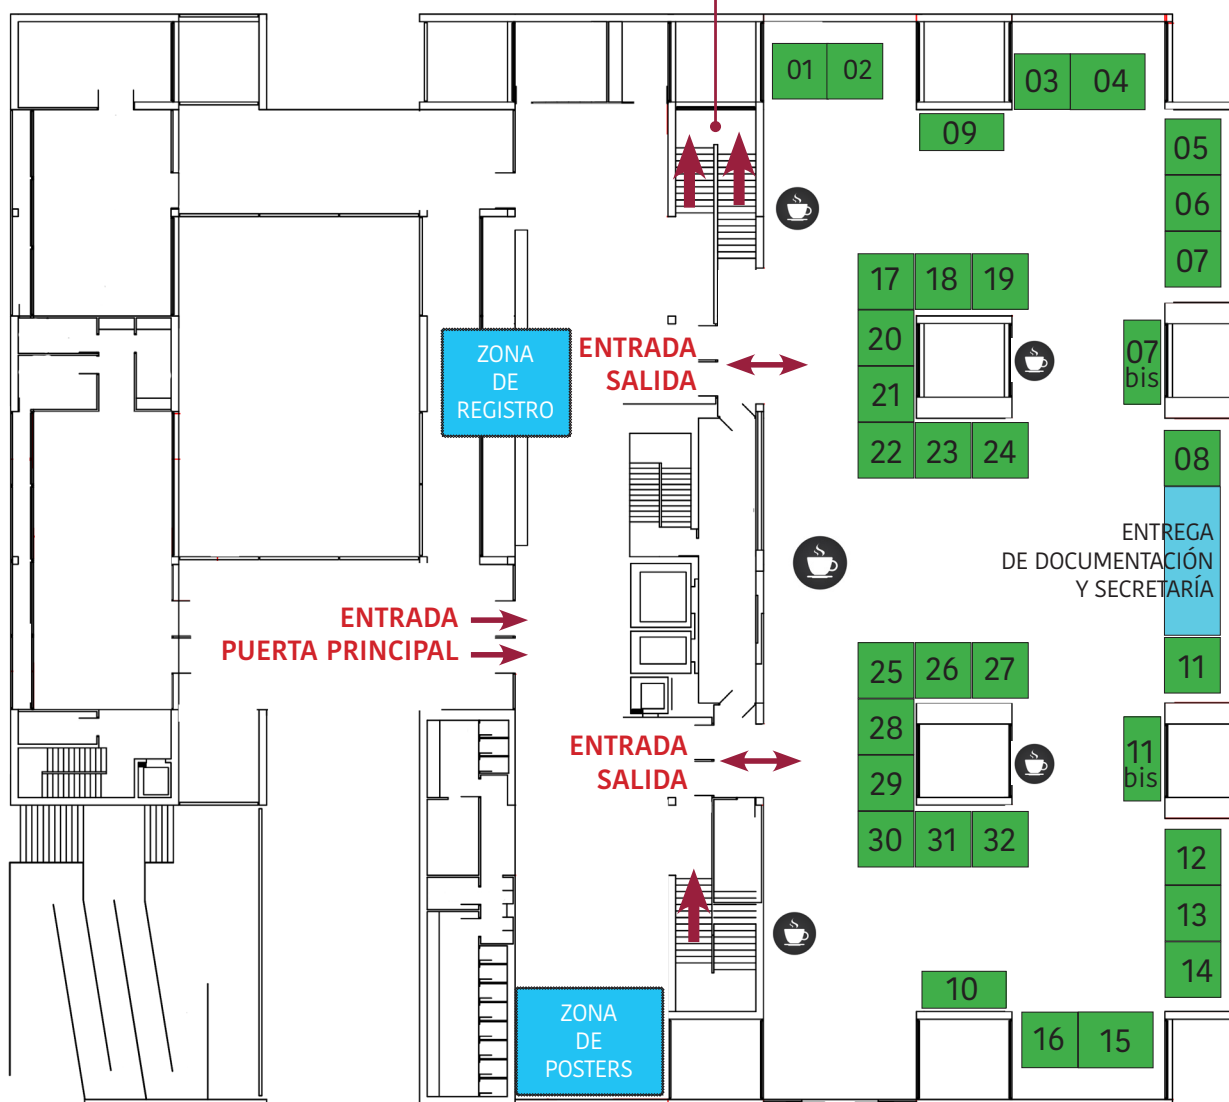 01
02
03
04
09
05
06
07
17
18
19
20
21
22
23
24
07
bis
08
ZONA
DE
REGISTRO
ENTRADA
SALIDA
ENTREGA
DE DOCUMENTACIÓN
Y SECRETARÍA
ENTRADA
PUERTA PRINCIPAL
11
25
26
27
28
29
30
31
32
11
bis
ENTRADA
SALIDA
12
13
14
10
16
15
ZONA
DE
POSTERS